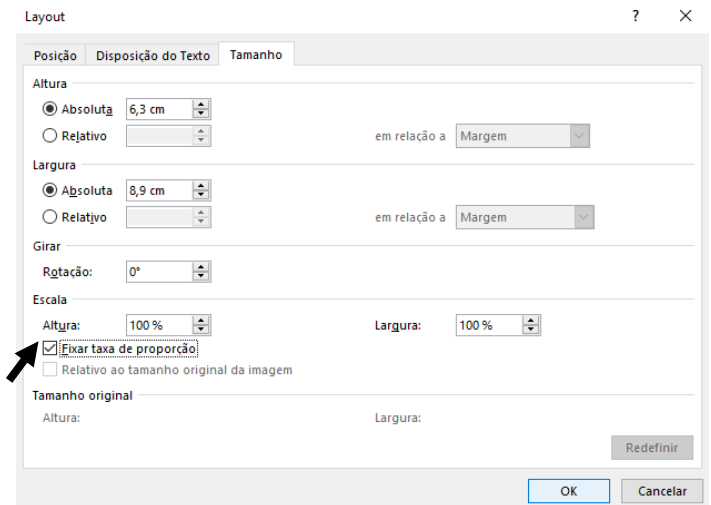 Layout ? ×
Posição Disposição do Texto Tamanho
Altura
Absoluta 6,3 cm
Relativo em relação a Margem
Largura
Absoluta 8,9 cm
Relativo em relação a Margem
Girar
Rotação: 0°
Escala
Altura: 100 % Largura: 100 %
Fixar taxa de proporção
Relativo ao tamanho original da imagem
Tamanho original
Altura: Largura:
Redefinir
OK Cancelar